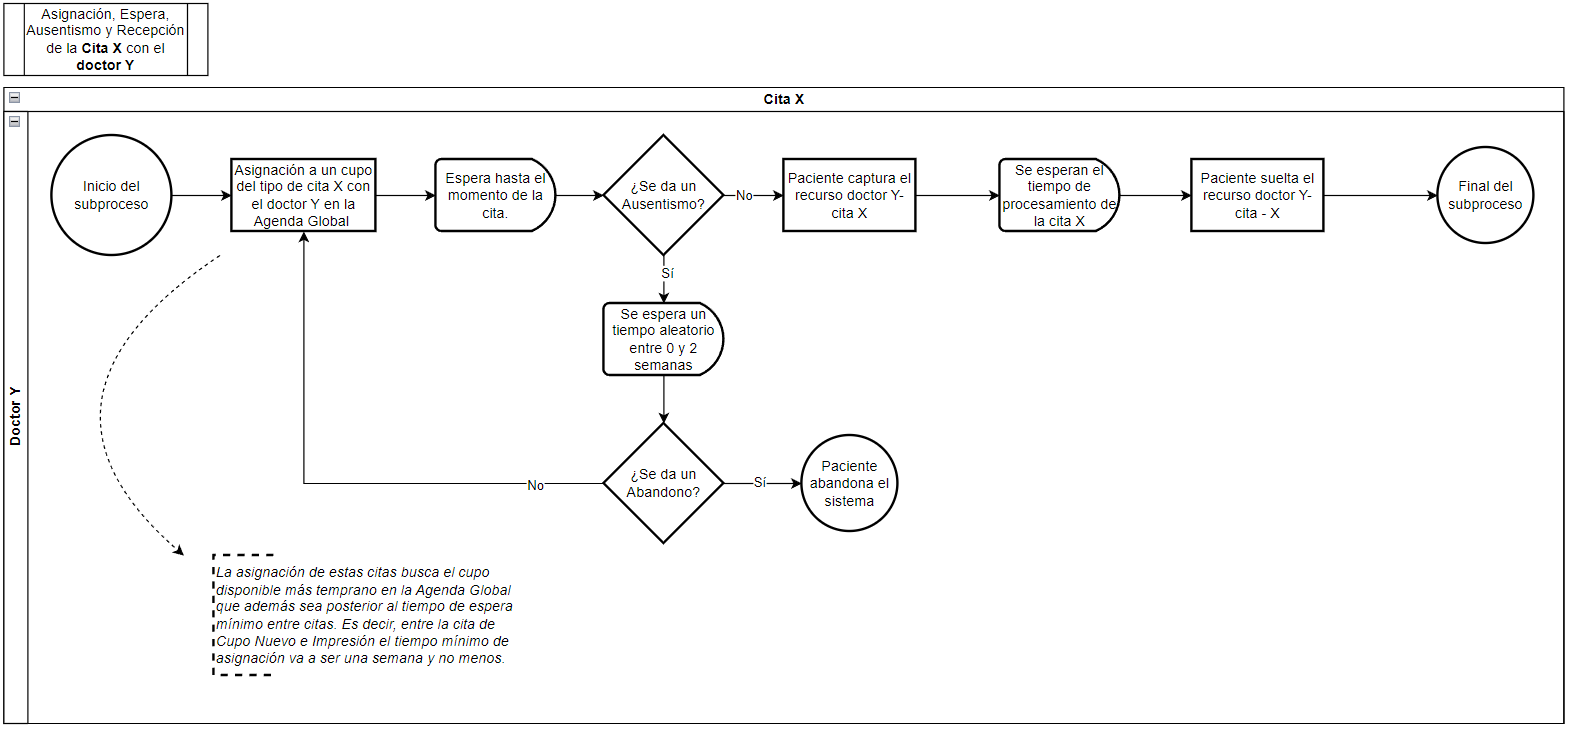 Asignación, Espera,
Ausentismo y Recepción
de la Cita X con el
doctor Y
Cita X
Doctor Y
Inicio del
subproceso
Asignación a un cupo
del tipo de cita X con
el doctor Y en la
Agenda Global
Espera hasta el
momento de la
cita.
¿Se da un
Ausentismo?
No
Paciente captura el
recurso doctor Y-
cita X
Se esperan el
tiempo de
procesamiento de
la cita X
Paciente suelta el
recurso doctor Y-
cita - X
Final del
subproceso
Sí
Se espera un
tiempo aleatorio
entre 0 y 2
semanas
¿Se da un
Abandono?
No
Sí
Paciente
abandona el
sistema
La asignación de estas citas busca el cupo
disponible más temprano en la Agenda Global
que además sea posterior al tiempo de espera
mínimo entre citas. Es decir, entre la cita de
Cupo Nuevo e Impresión el tiempo mínimo de
asignación va a ser una semana y no menos.